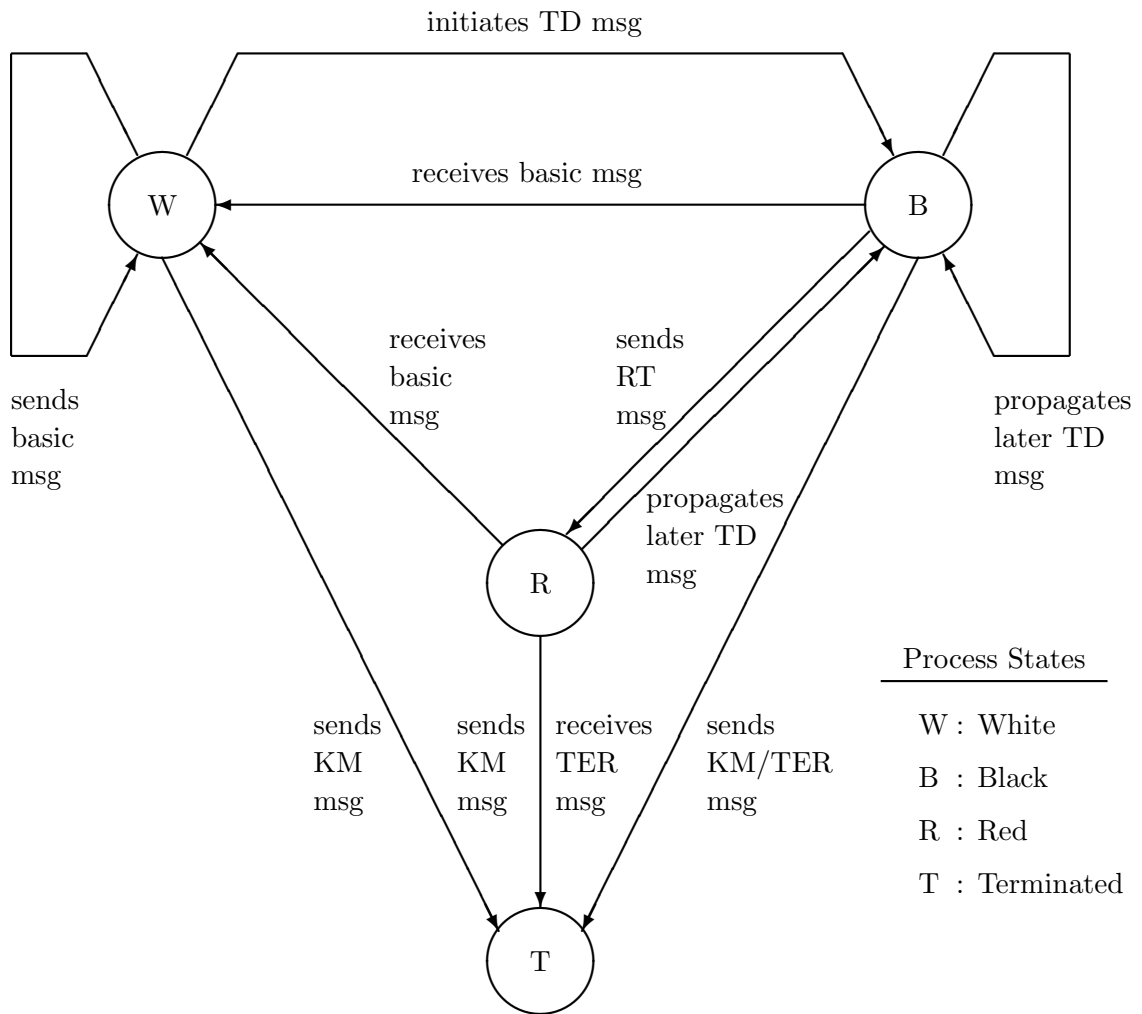 initiates TD msg
receives basic msg
W
B
receives
basic
msg
sends
RT
msg
sends
basic
msg
propagates
later TD
msg
propagates
later TD
msg
R
Process States
sends
KM
msg
sends
KM
msg
receives
TER
msg
sends
KM/TER
msg
W : White
B : Black
R : Red
T : Terminated
T